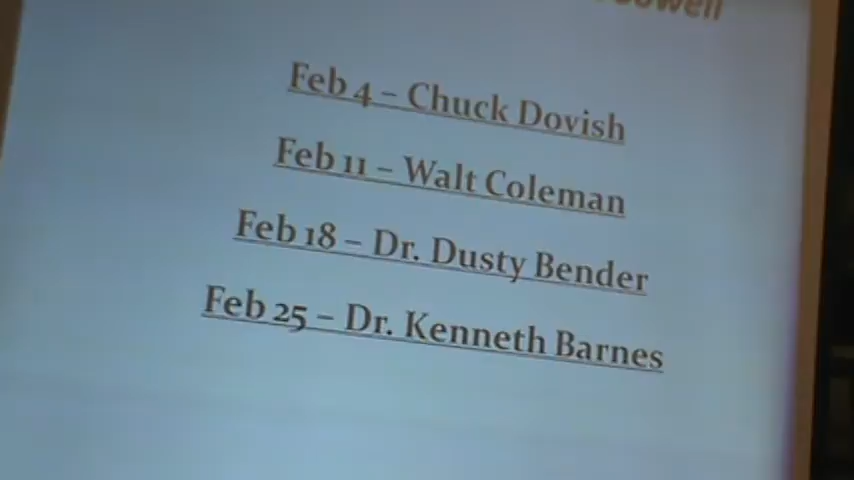 Feb 4 – Chuck Dovish
Feb 11 – Walt Coleman
Feb 18 – Dr. Dusty Bender
Feb 25 – Dr. Kenneth Barnes